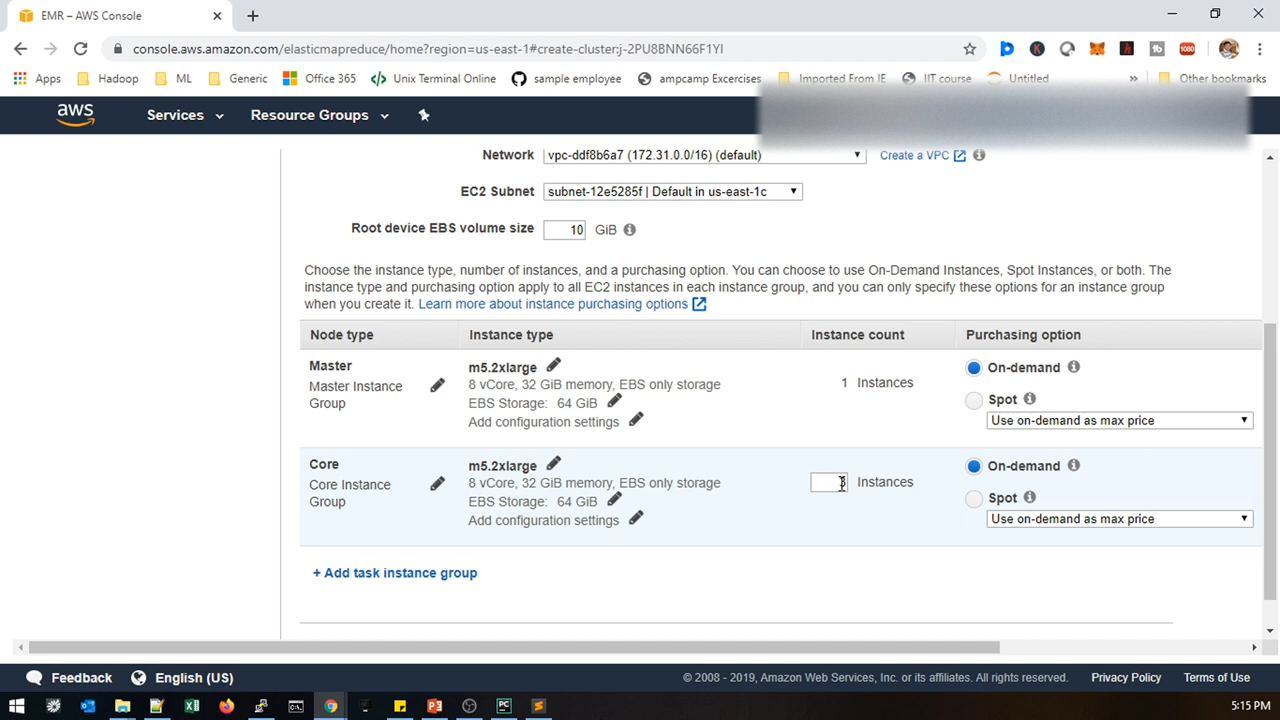 EMR – AWS Console
console.aws.amazon.com/elasticmapreduce/home?region=us-east-1#create-cluster:j-2PU8BNN66F1YI
Apps Hadoop ML Generic Office 365 Unix Terminal Online sample employee ampcamp Excercises Imported From IE IIT course Untitled » Other bookmarks
aws Services Resource Groups
Network vpc-ddf8b6a7 (172.31.0.0/16) (default) Create a VPC
EC2 Subnet subnet-12e5285f | Default in us-east-1c
Root device EBS volume size 10 GiB
Choose the instance type, number of instances, and a purchasing option. You can choose to use On-Demand Instances, Spot Instances, or both. The
instance type and purchasing option apply to all EC2 instances in each instance group, and you can only specify these options for an instance group
when you create it. Learn more about instance purchasing options
Node type Instance type Instance count Purchasing option
Master m5.2xlarge On-demand
Master Instance 8 vCore, 32 GiB memory, EBS only storage 1 Instances
Group EBS Storage: 64 GiB Spot
Add configuration settings Use on-demand as max price
Core m5.2xlarge On-demand
Core Instance 8 vCore, 32 GiB memory, EBS only storage Instances
Group EBS Storage: 64 GiB Spot
Add configuration settings Use on-demand as max price
+ Add task instance group
Feedback English (US) © 2008 - 2019, Amazon Web Services, Inc. or its affiliates. All rights reserved. Privacy Policy Terms of Use
5:15 PM